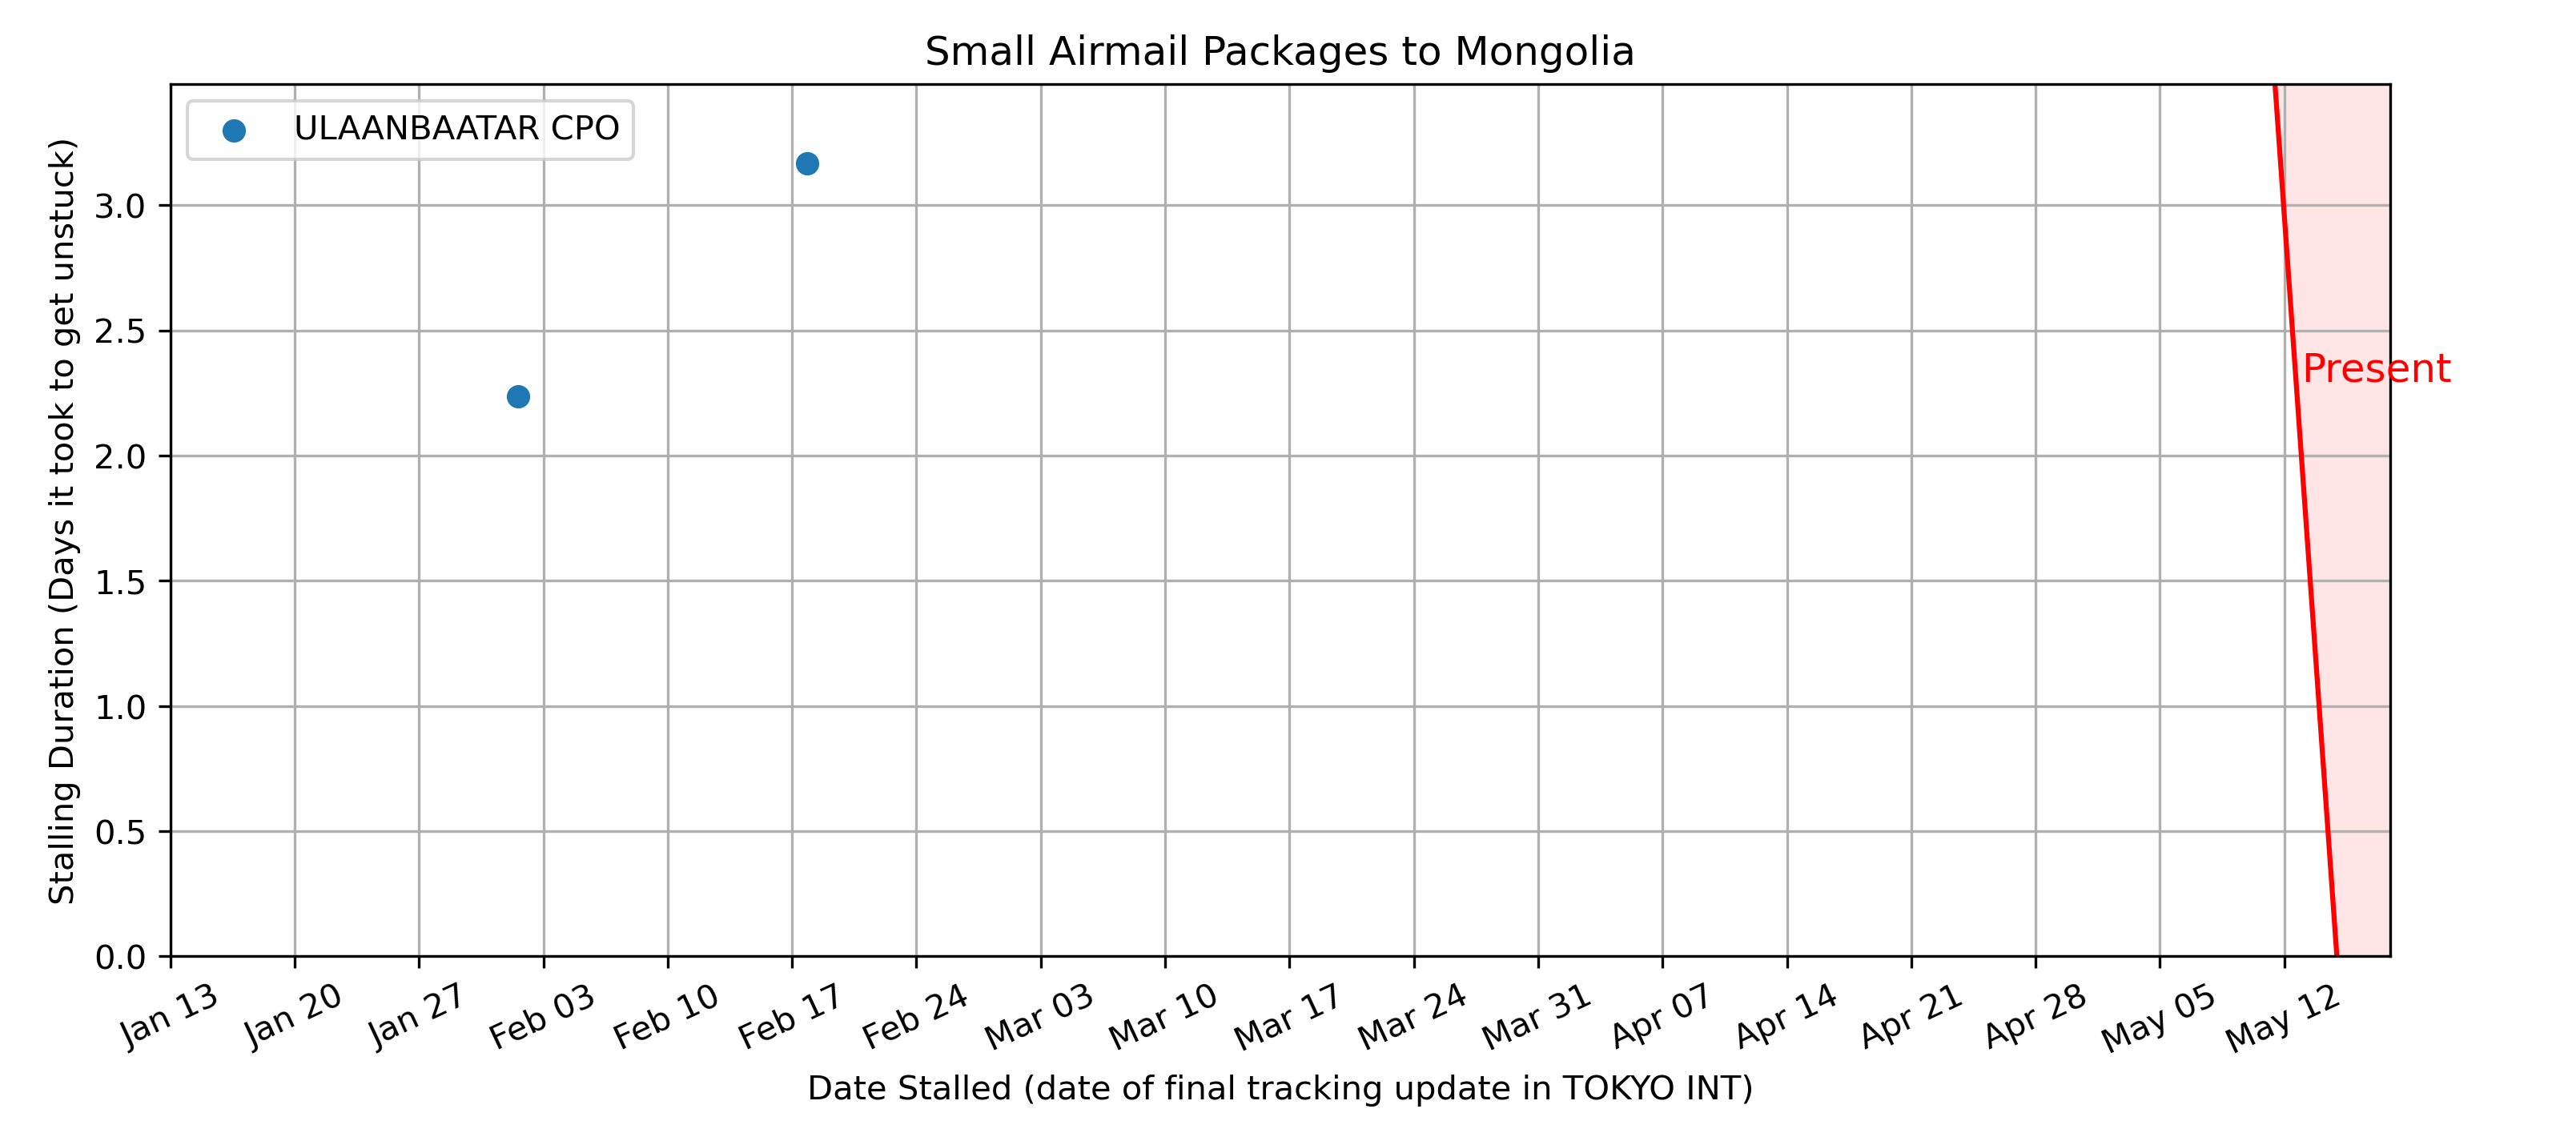 Small Airmail Packages to Mongolia
ULAANBAATAR CPO
Stalling Duration (Days it took to get unstuck)
3.0
2.5
2.0
1.5
1.0
0.5
0.0
Present
Jan 13 Jan 20 Jan 27 Feb 03 Feb 10 Feb 17 Feb 24 Mar 03 Mar 10 Mar 17 Mar 24 Mar 31 Apr 07 Apr 14 Apr 21 Apr 28 May 05 May 12
Date Stalled (date of final tracking update in TOKYO INT)